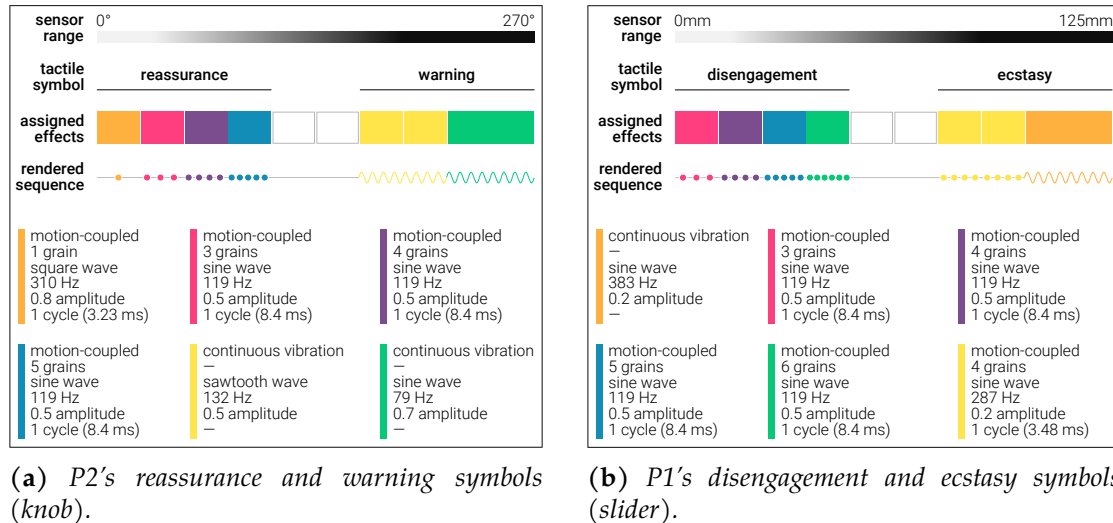 sensor range
0°
270°
tactile symbol
reassurance
warning
assigned effects
rendered sequence
motion-coupled
1 grain
square wave
310 Hz
0.8 amplitude
1 cycle (3.23 ms)
motion-coupled
3 grains
sine wave
119 Hz
0.5 amplitude
1 cycle (8.4 ms)
motion-coupled
4 grains
sine wave
119 Hz
0.5 amplitude
1 cycle (8.4 ms)
motion-coupled
5 grains
sine wave
119 Hz
0.5 amplitude
1 cycle (8.4 ms)
continuous vibration
—
sawtooth wave
132 Hz
0.5 amplitude
—
continuous vibration
—
sine wave
79 Hz
0.7 amplitude
—
(a) P2's reassurance and warning symbols
(knob).
sensor range
0mm
125mm
tactile symbol
disengagement
ecstasy
assigned effects
rendered sequence
continuous vibration
—
sine wave
383 Hz
0.2 amplitude
—
motion-coupled
3 grains
sine wave
119 Hz
0.5 amplitude
1 cycle (8.4 ms)
motion-coupled
4 grains
sine wave
119 Hz
0.5 amplitude
1 cycle (8.4 ms)
motion-coupled
5 grains
sine wave
119 Hz
0.5 amplitude
1 cycle (8.4 ms)
motion-coupled
6 grains
sine wave
119 Hz
0.5 amplitude
1 cycle (8.4 ms)
motion-coupled
4 grains
sine wave
287 Hz
0.2 amplitude
1 cycle (3.48 ms)
(b) P1's disengagement and ecstasy symbols
(slider).